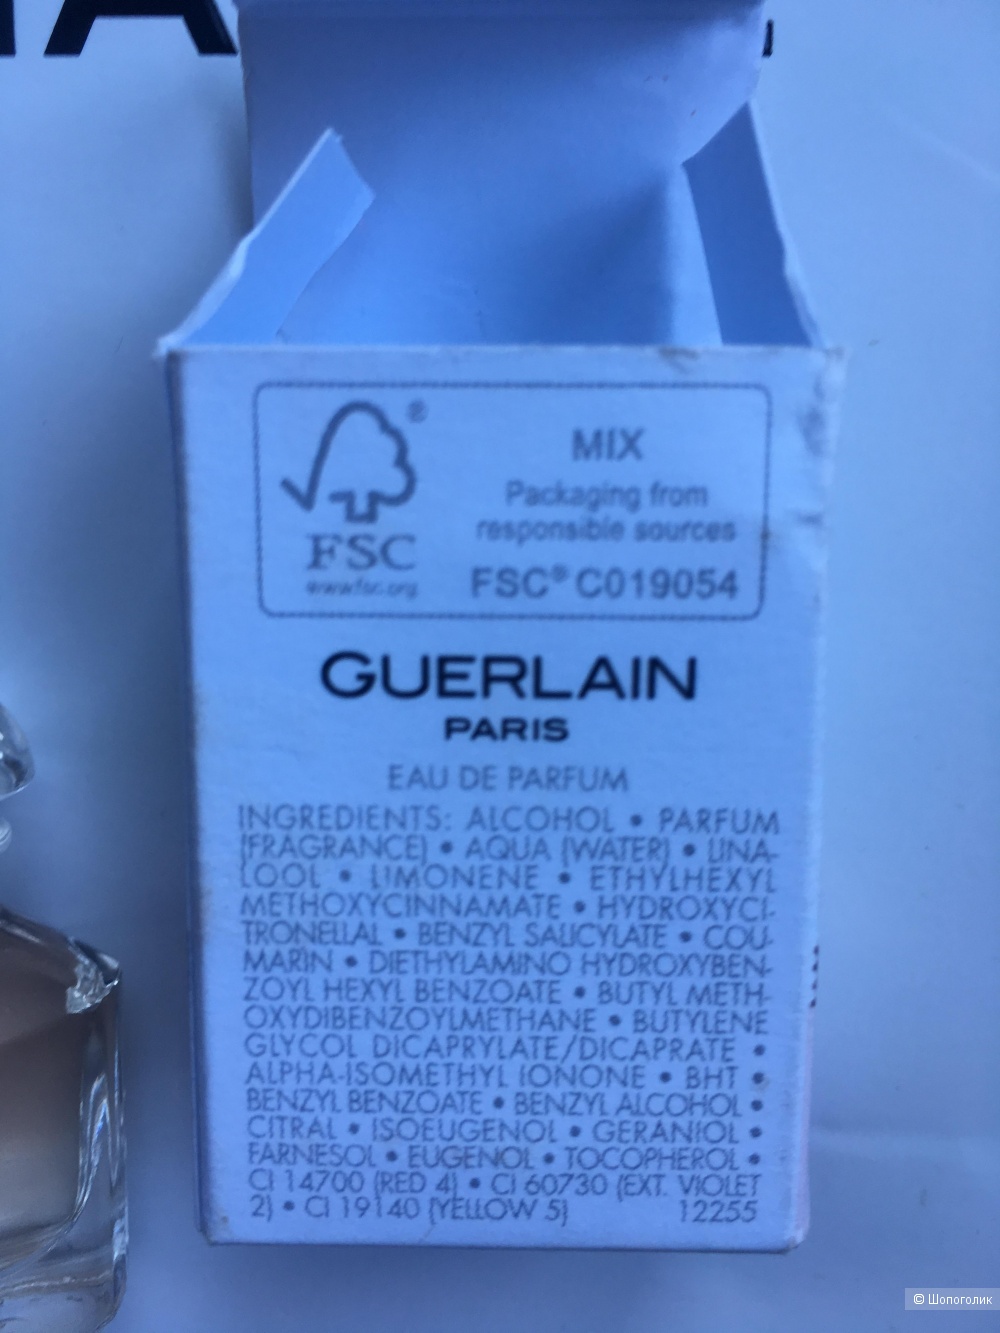 MIX
Packaging from
responsible sources
FSC® C019054
®
FSC
www.fsc.org
GUERLAIN
PARIS
EAU DE PARFUM
INGREDIENTS: ALCOHOL • PARFUM
(FRAGRANCE) • AQUA (WATER) • LINA-
LOOL • LIMONENE • ETHYLHEXYL
METHOXYCINNAMATE • HYDROXYCI-
TRONELLAL • BENZYL SALICYLATE • COU-
MARIN • DIETHYLAMINO HYDROXYBEN-
ZOYL HEXYL BENZOATE • BUTYL METH-
OXYDIBENZOYLMETHANE • BUTYLENE
GLYCOL DICAPRYLATE/DICAPRATE •
ALPHA-ISOMETHYL IONONE • BHT •
BENZYL BENZOATE • BENZYL ALCOHOL •
CITRAL • ISOEUGENOL • GERANIOL •
FARNESOL • EUGENOL • TOCOPHEROL •
CI 14700 (RED 4) • CI 60730 (EXT. VIOLET
2) • CI 19140 (YELLOW 5) 12255
© Шопоголик